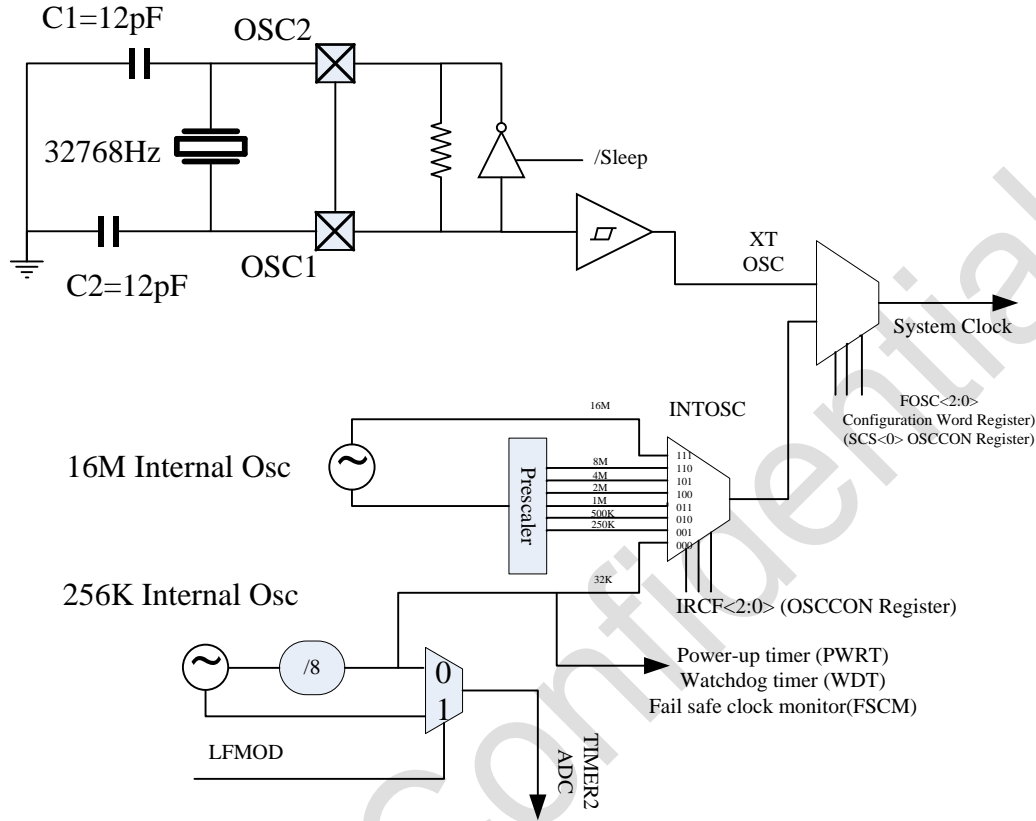 C1=12pF
OSC2
32768Hz
/Sleep
OSC1
C2=12pF
XT
OSC
System Clock
FOSC<2:0>
Configuration Word Register)
(SCS<0> OSCCON Register)
16M
INTOSC
16M Internal Osc
Prescaler
8M
4M
2M
1M
500K
250K
111
110
101
100
011
010
001
000
32K
IRCF<2:0> (OSCCON Register)
256K Internal Osc
/8
0
1
Power-up timer (PWRT)
Watchdog timer (WDT)
Fail safe clock monitor(FSCM)
LFMOD
TIMER2
ADC
Confidential